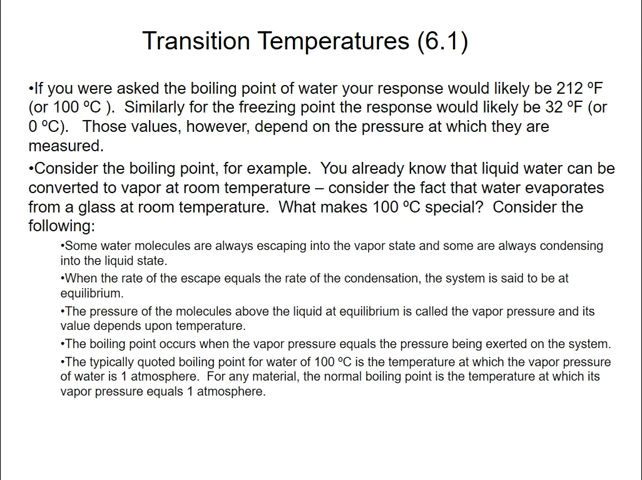 Transition Temperatures (6.1)
•If you were asked the boiling point of water your response would likely be 212 ºF
(or 100 ºC ).  Similarly for the freezing point the response would likely be 32 ºF (or
0 ºC).   Those values, however, depend on the pressure at which they are
measured.
•Consider the boiling point, for example.  You already know that liquid water can be
converted to vapor at room temperature – consider the fact that water evaporates
from a glass at room temperature.  What makes 100 ºC special?  Consider the
following:
•Some water molecules are always escaping into the vapor state and some are always condensing
into the liquid state.
•When the rate of the escape equals the rate of the condensation, the system is said to be at
equilibrium.
•The pressure of the molecules above the liquid at equilibrium is called the vapor pressure and its
value depends upon temperature.
•The boiling point occurs when the vapor pressure equals the pressure being exerted on the system.
•The typically quoted boiling point for water of 100 ºC is the temperature at which the vapor pressure
of water is 1 atmosphere.  For any material, the normal boiling point is the temperature at which its
vapor pressure equals 1 atmosphere.